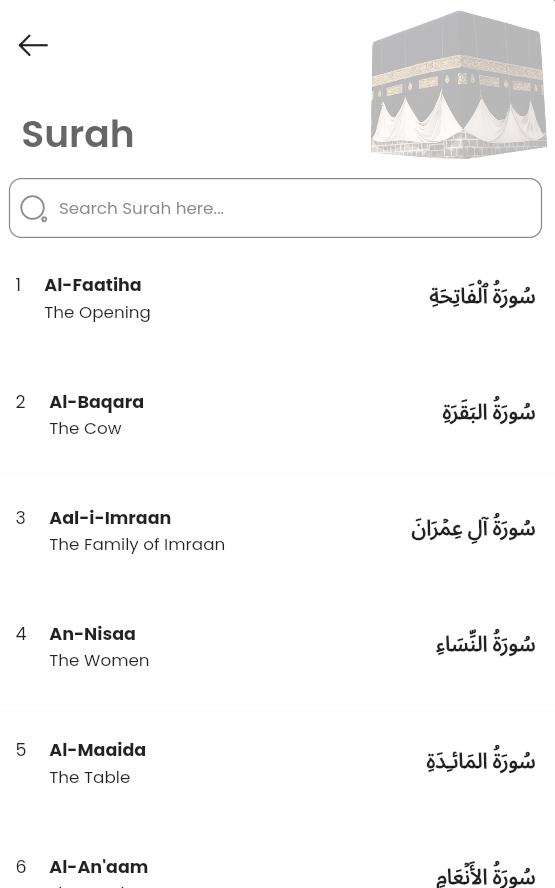 Surah
Search Surah here...
1 Al-Faatiha سُورَةُ ٱلْفَاتِحَةِ
The Opening
2 Al-Baqara سُورَةُ البَقَرَةِ
The Cow
3 Aal-i-Imraan سُورَةُ آلِ عِمۡرَانَ
The Family of Imraan
4 An-Nisaa سُورَةُ النِّسَاءِ
The Women
5 Al-Maaida سُورَةُ المَائـِدَةِ
The Table
6 Al-An'aam سُورَةُ الأَنۡعَامِ